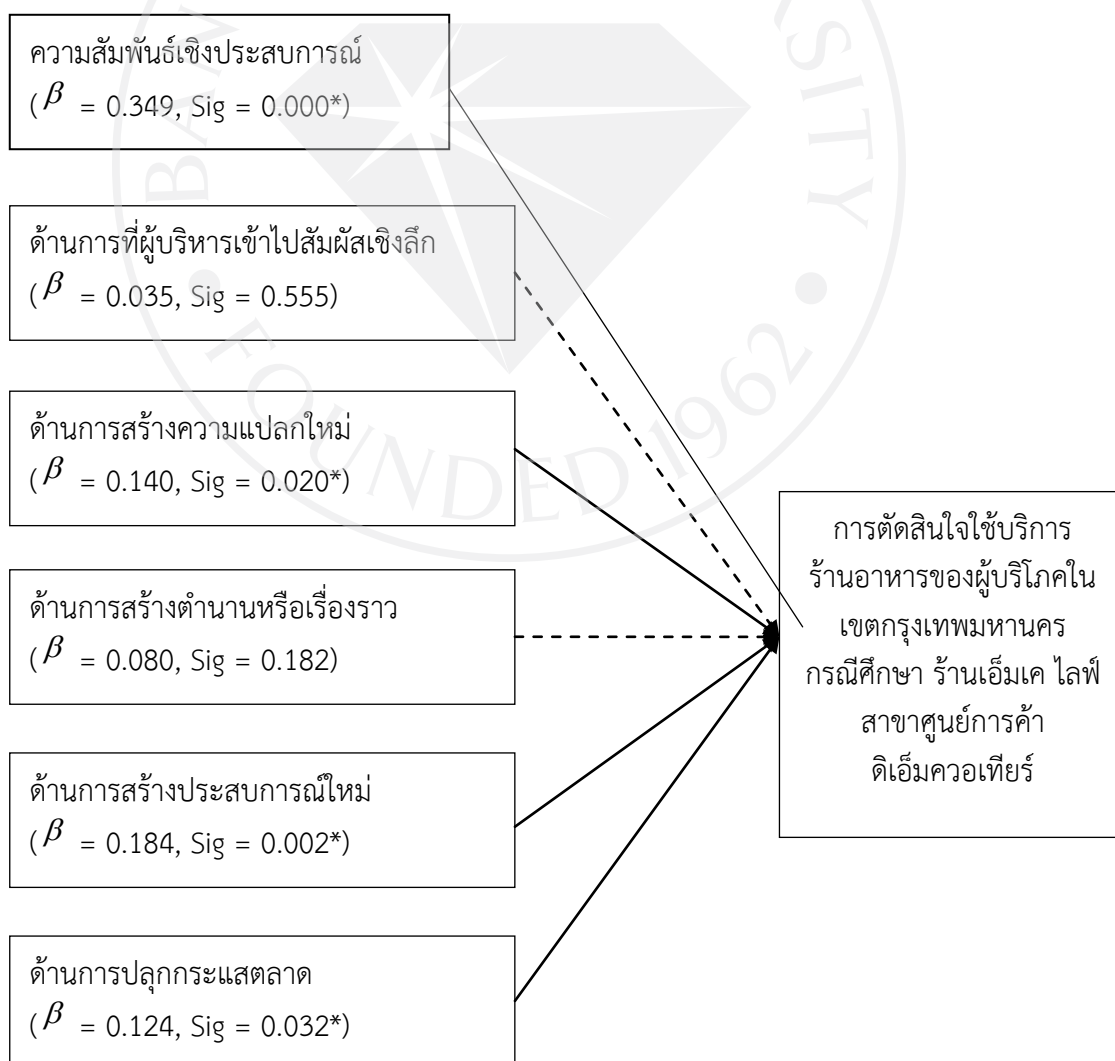 ความสัมพันธ์เชิงประสบการณ์
(β = 0.349, Sig = 0.000*)
ด้านการที่ผู้บริหารเข้าไปสัมผัสเชิงลึก
(β = 0.035, Sig = 0.555)
ด้านการสร้างความแปลกใหม่
(β = 0.140, Sig = 0.020*)
ด้านการสร้างตำนานหรือเรื่องราว
(β = 0.080, Sig = 0.182)
ด้านการสร้างประสบการณ์ใหม่
(β = 0.184, Sig = 0.002*)
ด้านการปลุกกระแสตลาด
(β = 0.124, Sig = 0.032*)
การตัดสินใจใช้บริการ
ร้านอาหารของผู้บริโภคใน
เขตกรุงเทพมหานคร
กรณีศึกษา ร้านเอ็มเค ไลฟ์
สาขาศูนย์การค้า
ดิเอ็มควอเทียร์
BAN
SITY
FOUNDED 1962